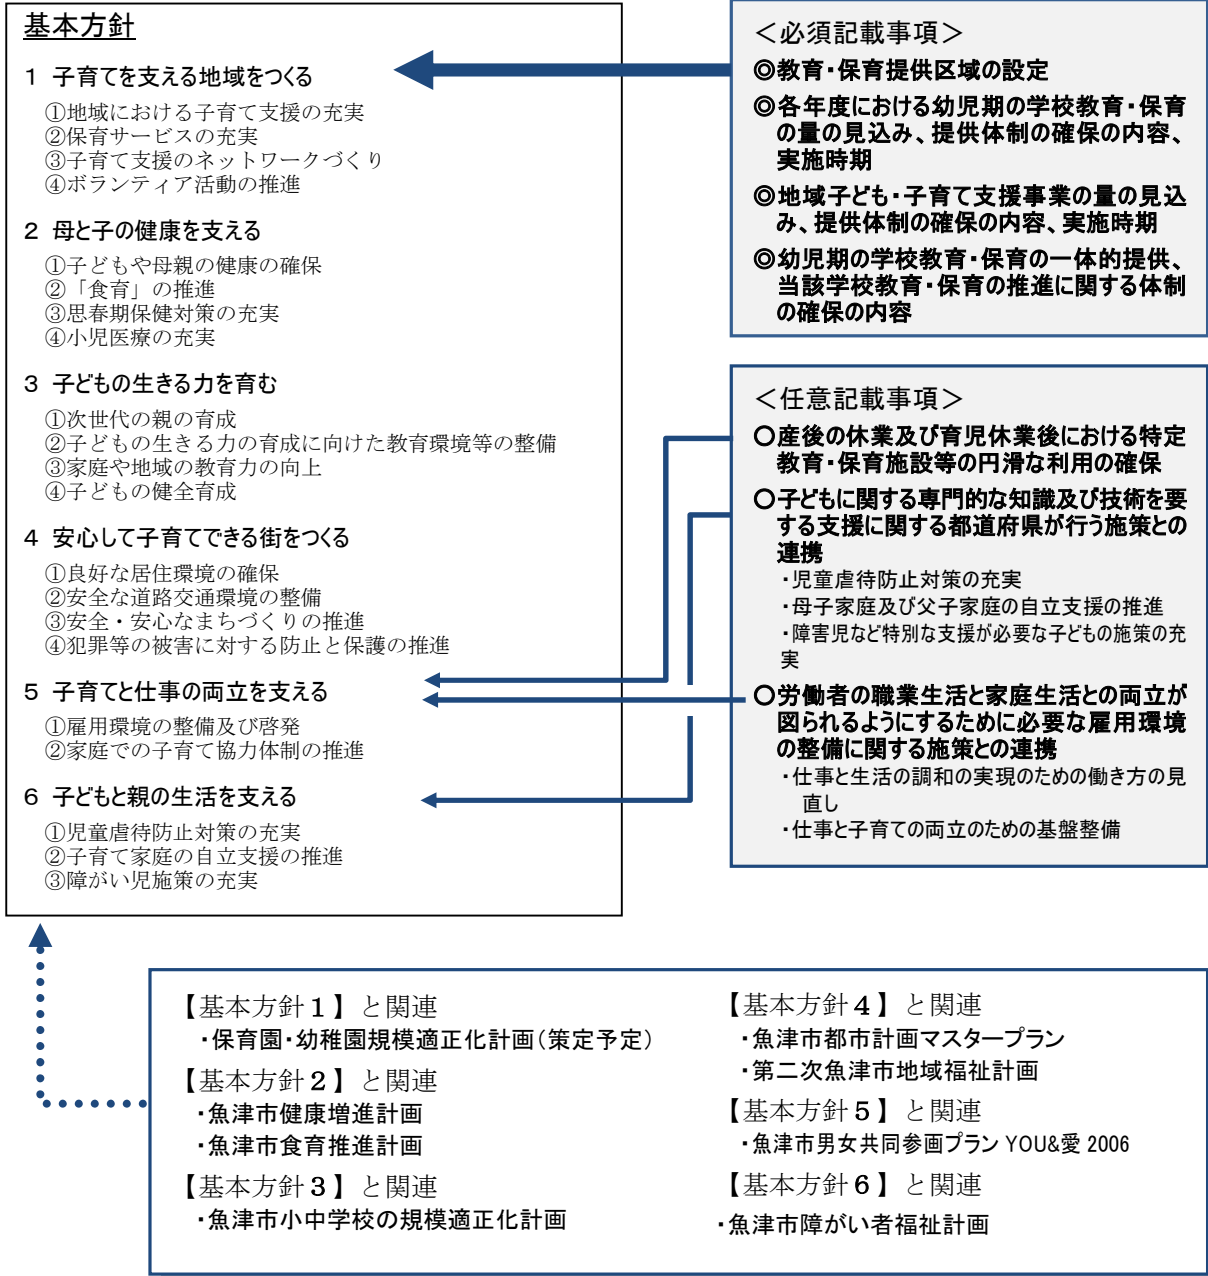 基本方針
1 子育てを支える地域をつくる
①地域における子育て支援の充実
②保育サービスの充実
③子育て支援のネットワークづくり
④ボランティア活動の推進
2 母と子の健康を支える
①子どもや母親の健康の確保
②「食育」の推進
③思春期保健対策の充実
④小児医療の充実
3 子どもの生きる力を育む
①次世代の親の育成
②子どもの生きる力の育成に向けた教育環境等の整備
③家庭や地域の教育力の向上
④子どもの健全育成
4 安心して子育てできる街をつくる
①良好な居住環境の確保
②安全な道路交通環境の整備
③安全・安心なまちづくりの推進
④犯罪等の被害に対する防止と保護の推進
5 子育てと仕事の両立を支える
①雇用環境の整備及び啓発
②家庭での子育て協力体制の推進
6 子どもと親の生活を支える
①児童虐待防止対策の充実
②子育て家庭の自立支援の推進
③障がい児施策の充実
＜必須記載事項＞
◎教育・保育提供区域の設定
◎各年度における幼児期の学校教育・保育
の量の見込み、提供体制の確保の内容、
実施時期
◎地域子ども・子育て支援事業の量の見込
み、提供体制の確保の内容、実施時期
◎幼児期の学校教育・保育の一体的提供、
当該学校教育・保育の推進に関する体制
の確保の内容
＜任意記載事項＞
○産後の休業及び育児休業後における特定
教育・保育施設等の円滑な利用の確保
○子どもに関する専門的な知識及び技術を要
する支援に関する都道府県が行う施策との
連携
・児童虐待防止対策の充実
・母子家庭及び父子家庭の自立支援の推進
・障害児など特別な支援が必要な子どもの施策の充
実
○労働者の職業生活と家庭生活との両立が
図られるようにするために必要な雇用環境
の整備に関する施策との連携
・仕事と生活の調和の実現のための働き方の見
直し
・仕事と子育ての両立のための基盤整備
【基本方針１】と関連
・保育園・幼稚園規模適正化計画（策定予定）
【基本方針２】と関連
・魚津市健康増進計画
・魚津市食育推進計画
【基本方針３】と関連
・魚津市小中学校の規模適正化計画
【基本方針４】と関連
・魚津市都市計画マスタープラン
・第二次魚津市地域福祉計画
【基本方針５】と関連
・魚津市男女共同参画プラン YOU&愛 2006
【基本方針６】と関連
・魚津市障がい者福祉計画